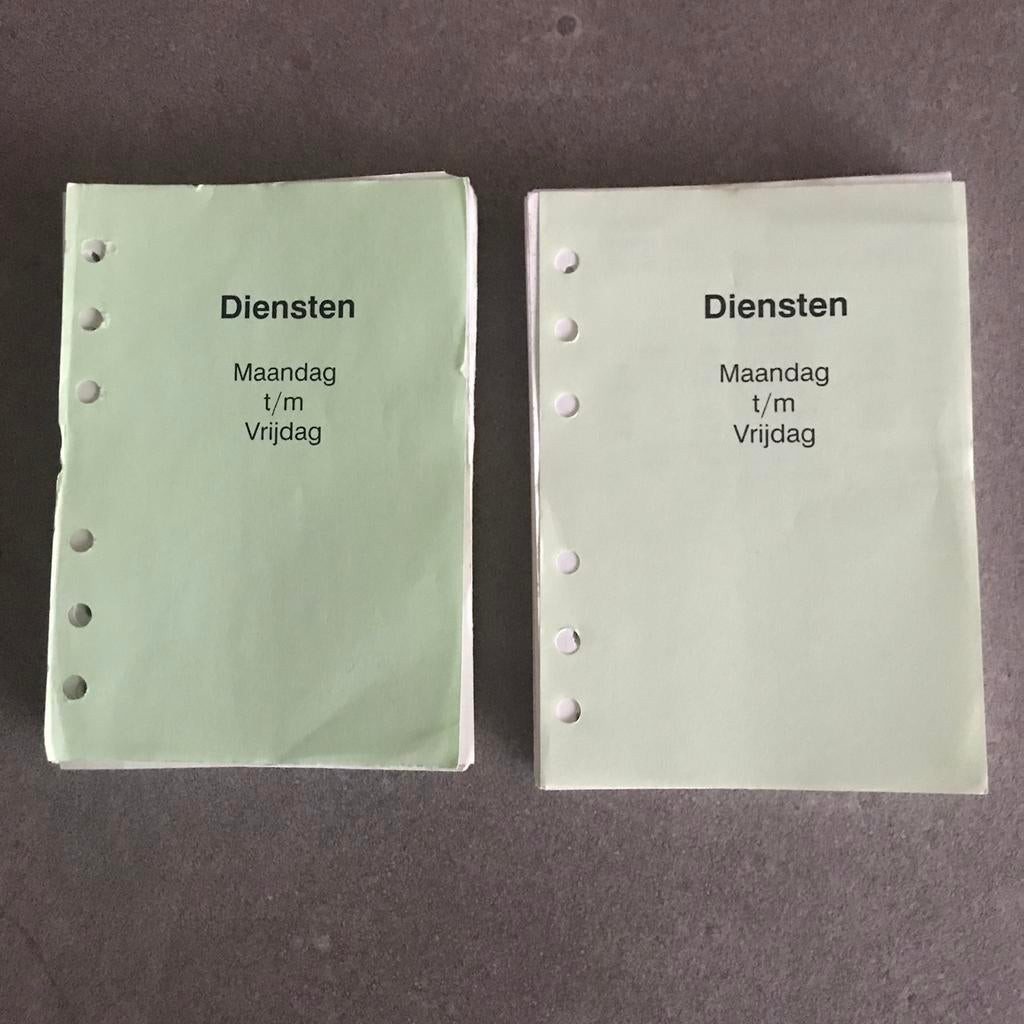 Diensten
Maandag
t/m
Vrijdag
Diensten
Maandag
t/m
Vrijdag